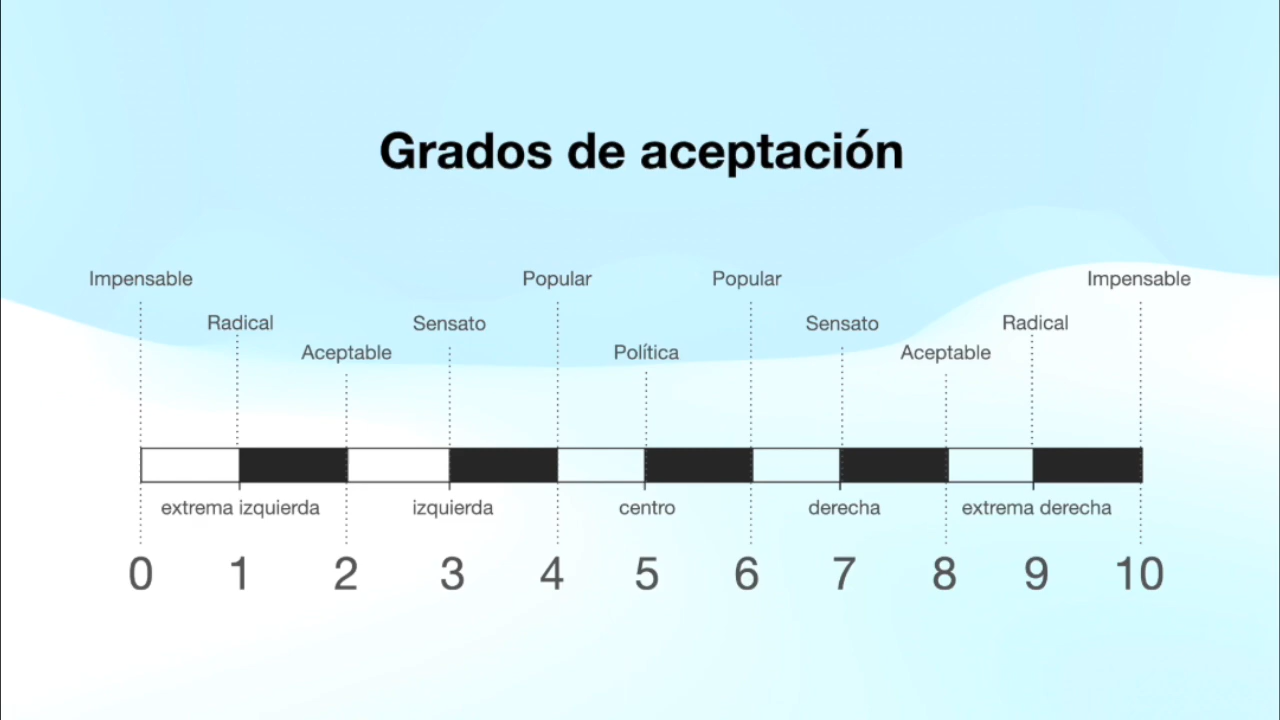 Grados de aceptación
Impensable Popular Popular Impensable
Radical Sensato Sensato Radical
Aceptable Política Aceptable
extrema izquierda izquierda centro derecha extrema derecha
0 1 2 3 4 5 6 7 8 9 10